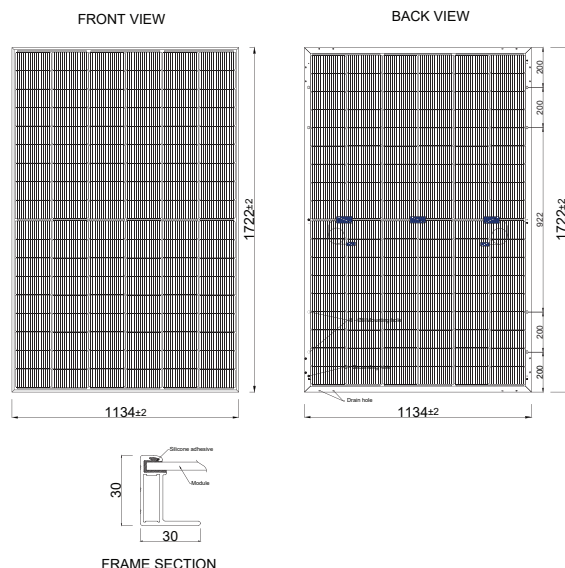 FRONT VIEW
BACK VIEW
200
200
922
200
200
1722±2
1722±2
1134±2
1134±2
Drain hole
Silicone adhesive
Module
30
30
FRAME SECTION